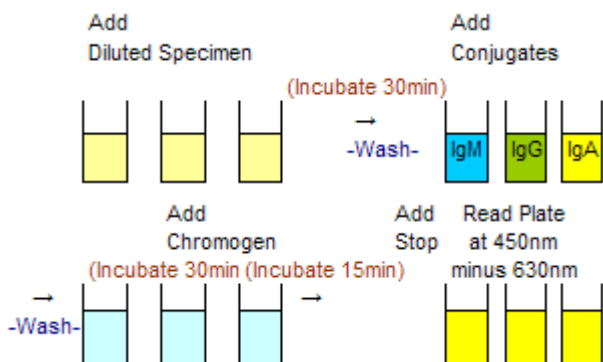 Add
Diluted Specimen
Add
Conjugates
(Incubate 30min)
→
-Wash-
IgM IgG IgA
Add
Chromogen
Add
Stop
Read Plate
at 450nm
minus 630nm
(Incubate 30min (Incubate 15min)
→
-Wash-
→